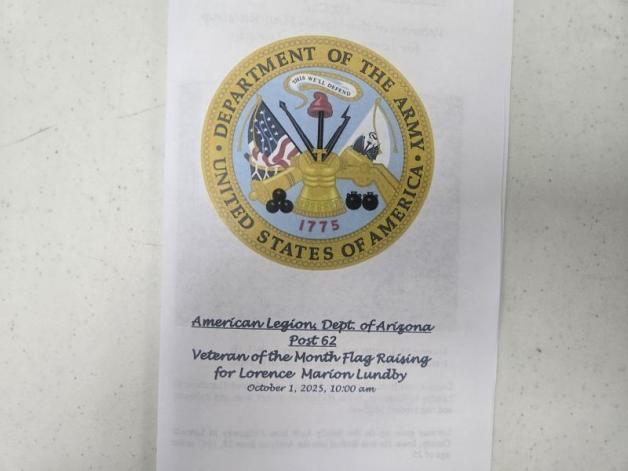 DEPARTMENT OF THE ARMY
THIS WE'LL DEFEND
1775
UNITED STATES OF AMERICA
American Legion, Dept. of Arizona
Post 62
Veteran of the Month Flag Raising
for Lorence Marion Lundby
October 1, 2025, 10:00 am